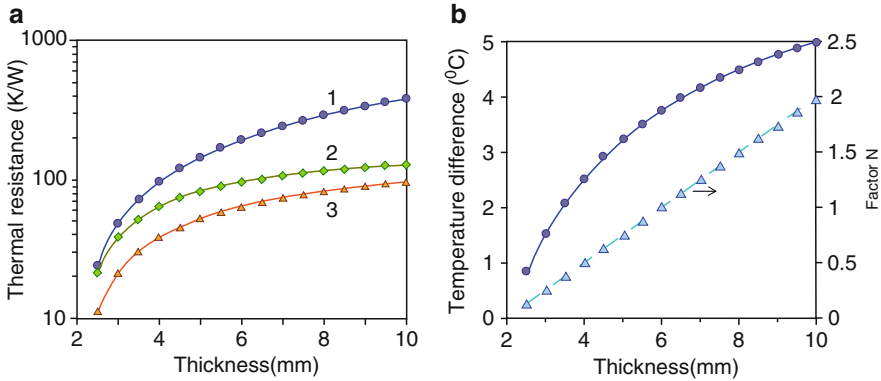 a
Thermal resistance (K/W)
1000
100
10
1
2
3
2 4 6 8 10
Thickness(mm)
b
Temperature difference (⁰C)
5
4
3
2
1
0
2 4 6 8 10
Thickness(mm)
2.5
2
1.5
1
0.5
0
Factor N